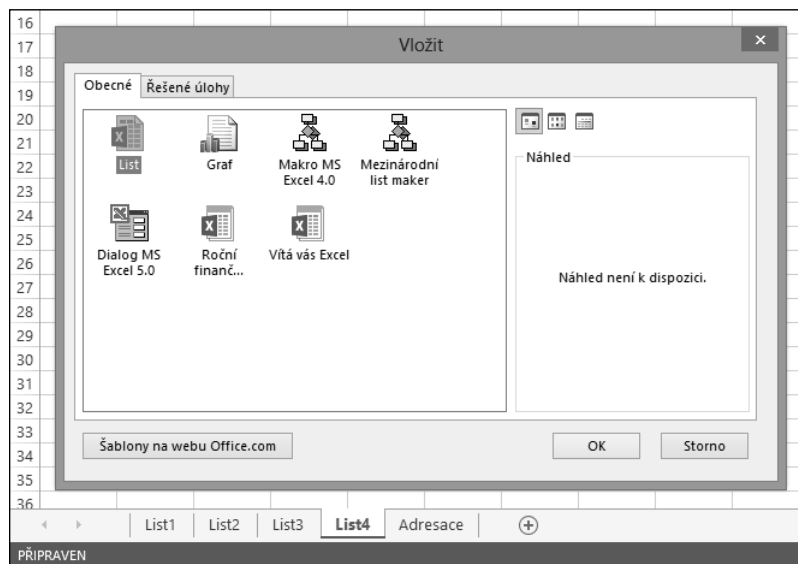 16
17
Vložit
18
19
Obecné Řešené úlohy
20
21
22
List Graf Makro MS Excel 4.0 Mezinárodní list maker
Náhled
23
24
25
Dialog MS Excel 5.0 Roční finanč... Vítá vás Excel
26
27
Náhled není k dispozici.
28
29
30
31
32
33
34
Šablony na webu Office.com OK Storno
35
36
List1 List2 List3 List4 Adresace
PŘIPRAVEN